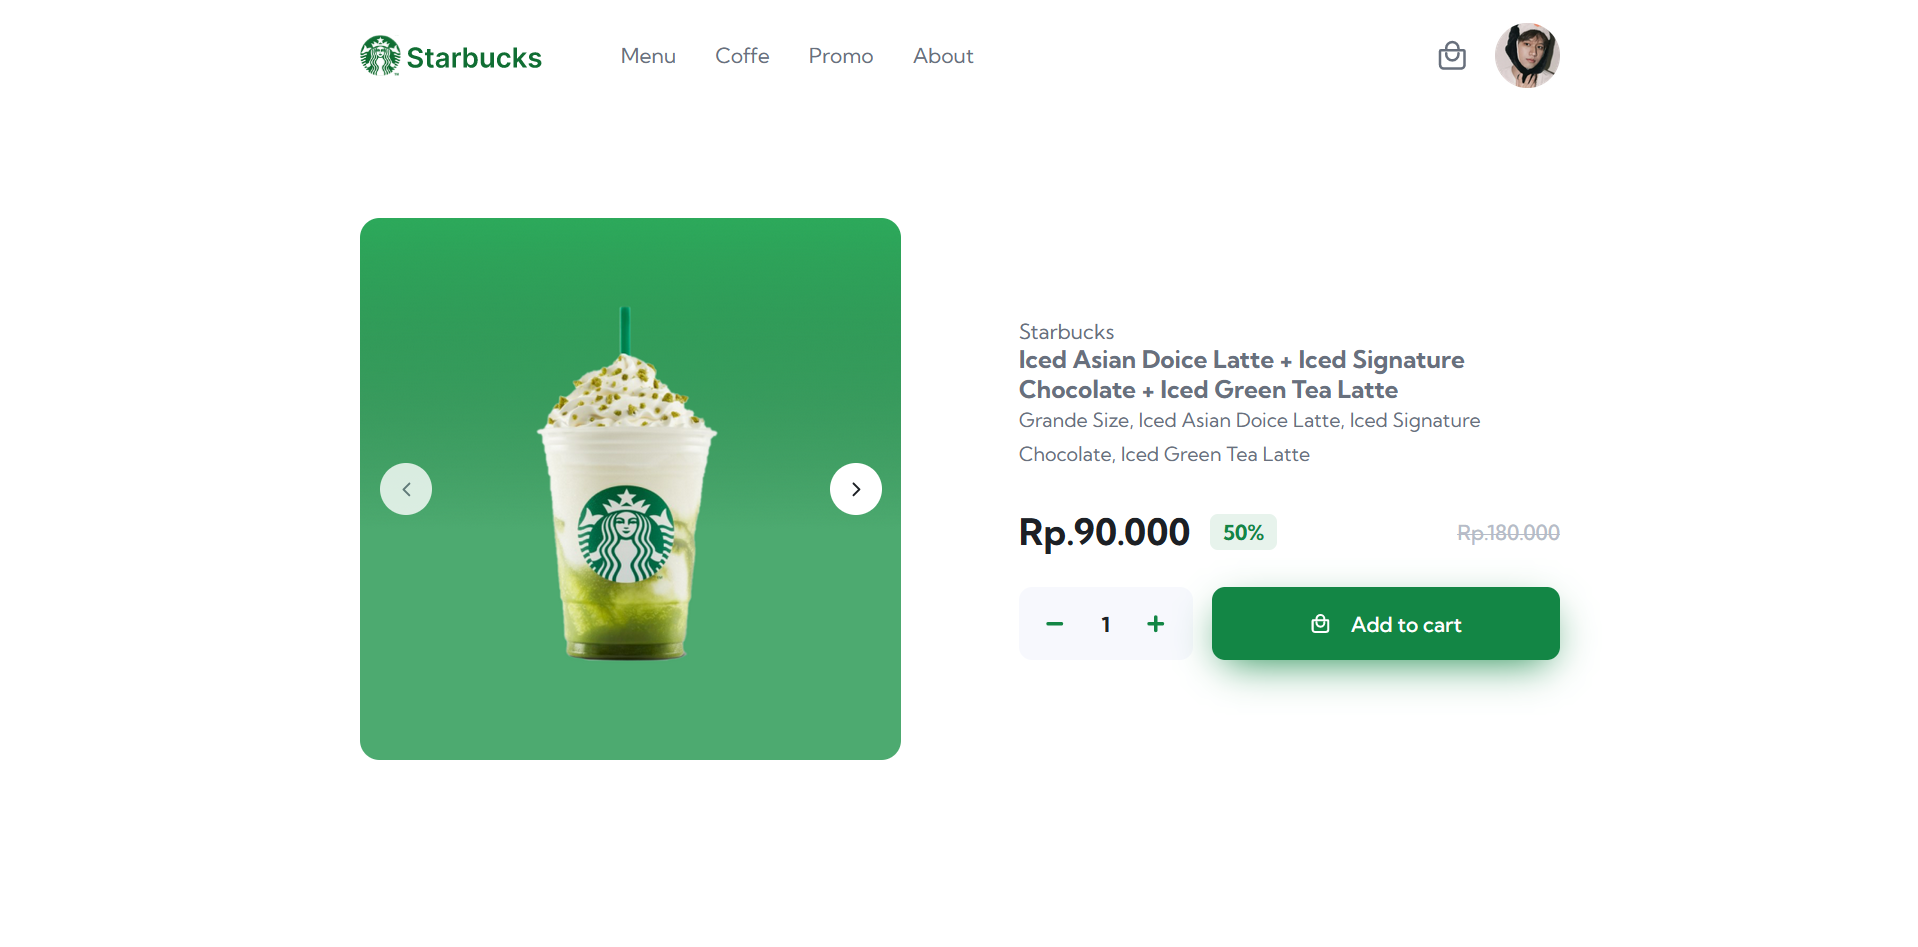 Starbucks
Menu
Coffe
Promo
About
Starbucks
Iced Asian Doice Latte + Iced Signature
Chocolate + Iced Green Tea Latte
Grande Size, Iced Asian Doice Latte, Iced Signature
Chocolate, Iced Green Tea Latte
Rp.90.000
50%
Rp.180.000
1
Add to cart